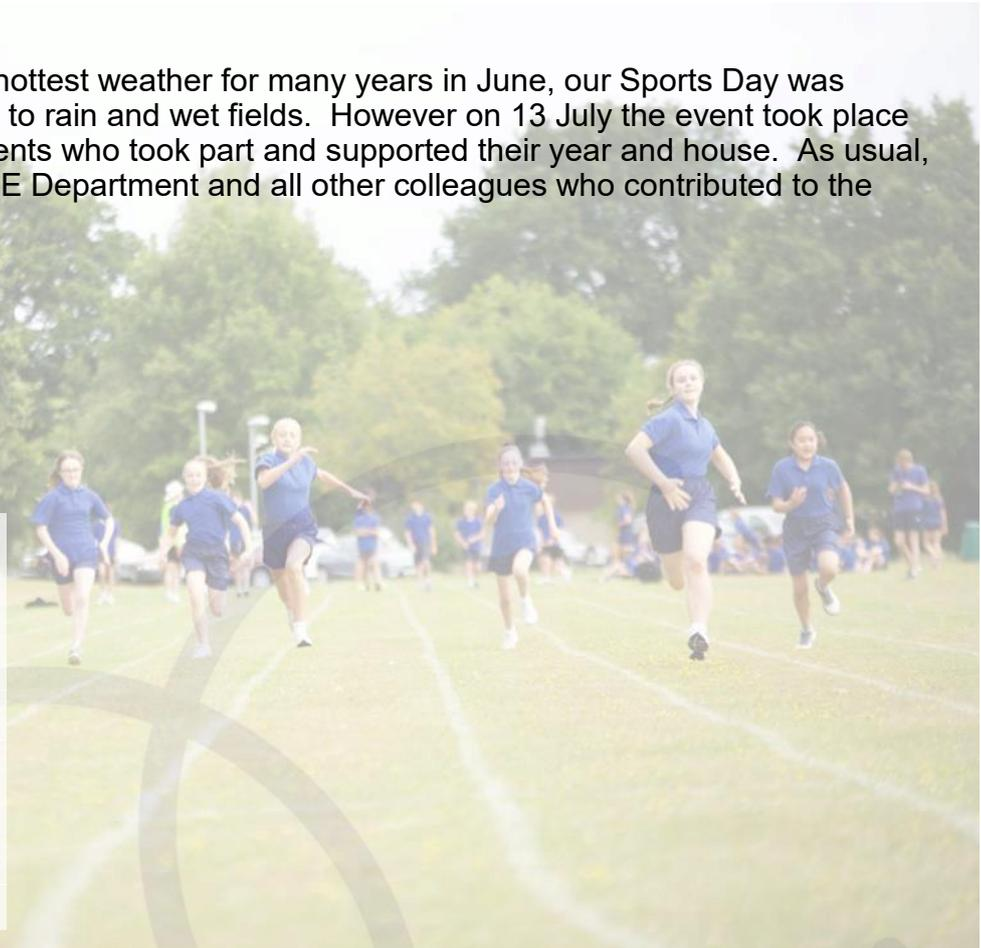 hottest weather for many years in June, our Sports Day was
to rain and wet fields.  However on 13 July the event took place
ents who took part and supported their year and house.  As usual,
E Department and all other colleagues who contributed to the